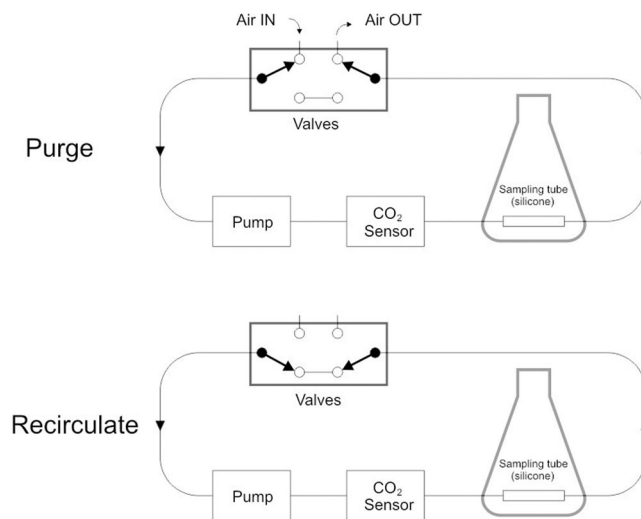 Air IN Air OUT
Valves
Purge
Sampling tube
(silicone)
Pump
CO₂
Sensor
Valves
Recirculate
Sampling tube
(silicone)
Pump
CO₂
Sensor